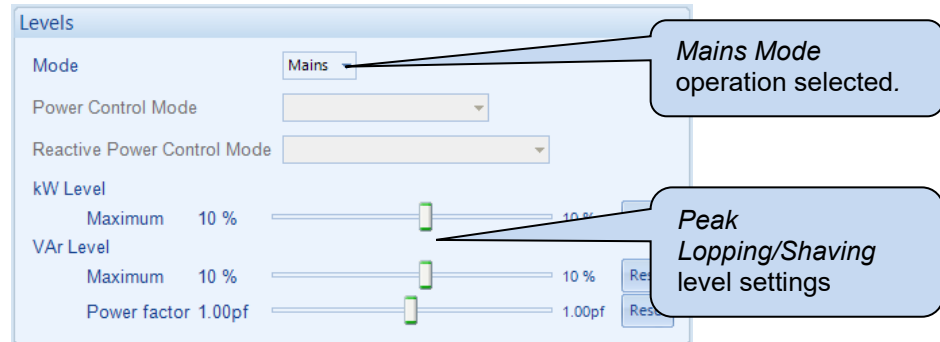 Levels
Mode Mains
Mains Mode
operation selected.
Power Control Mode
Reactive Power Control Mode
kW Level
Maximum 10 % 10 %
Peak
Lopping/Shaving
level settings
VAr Level
Maximum 10 % 10 %
Power factor 1.00pf 1.00pf